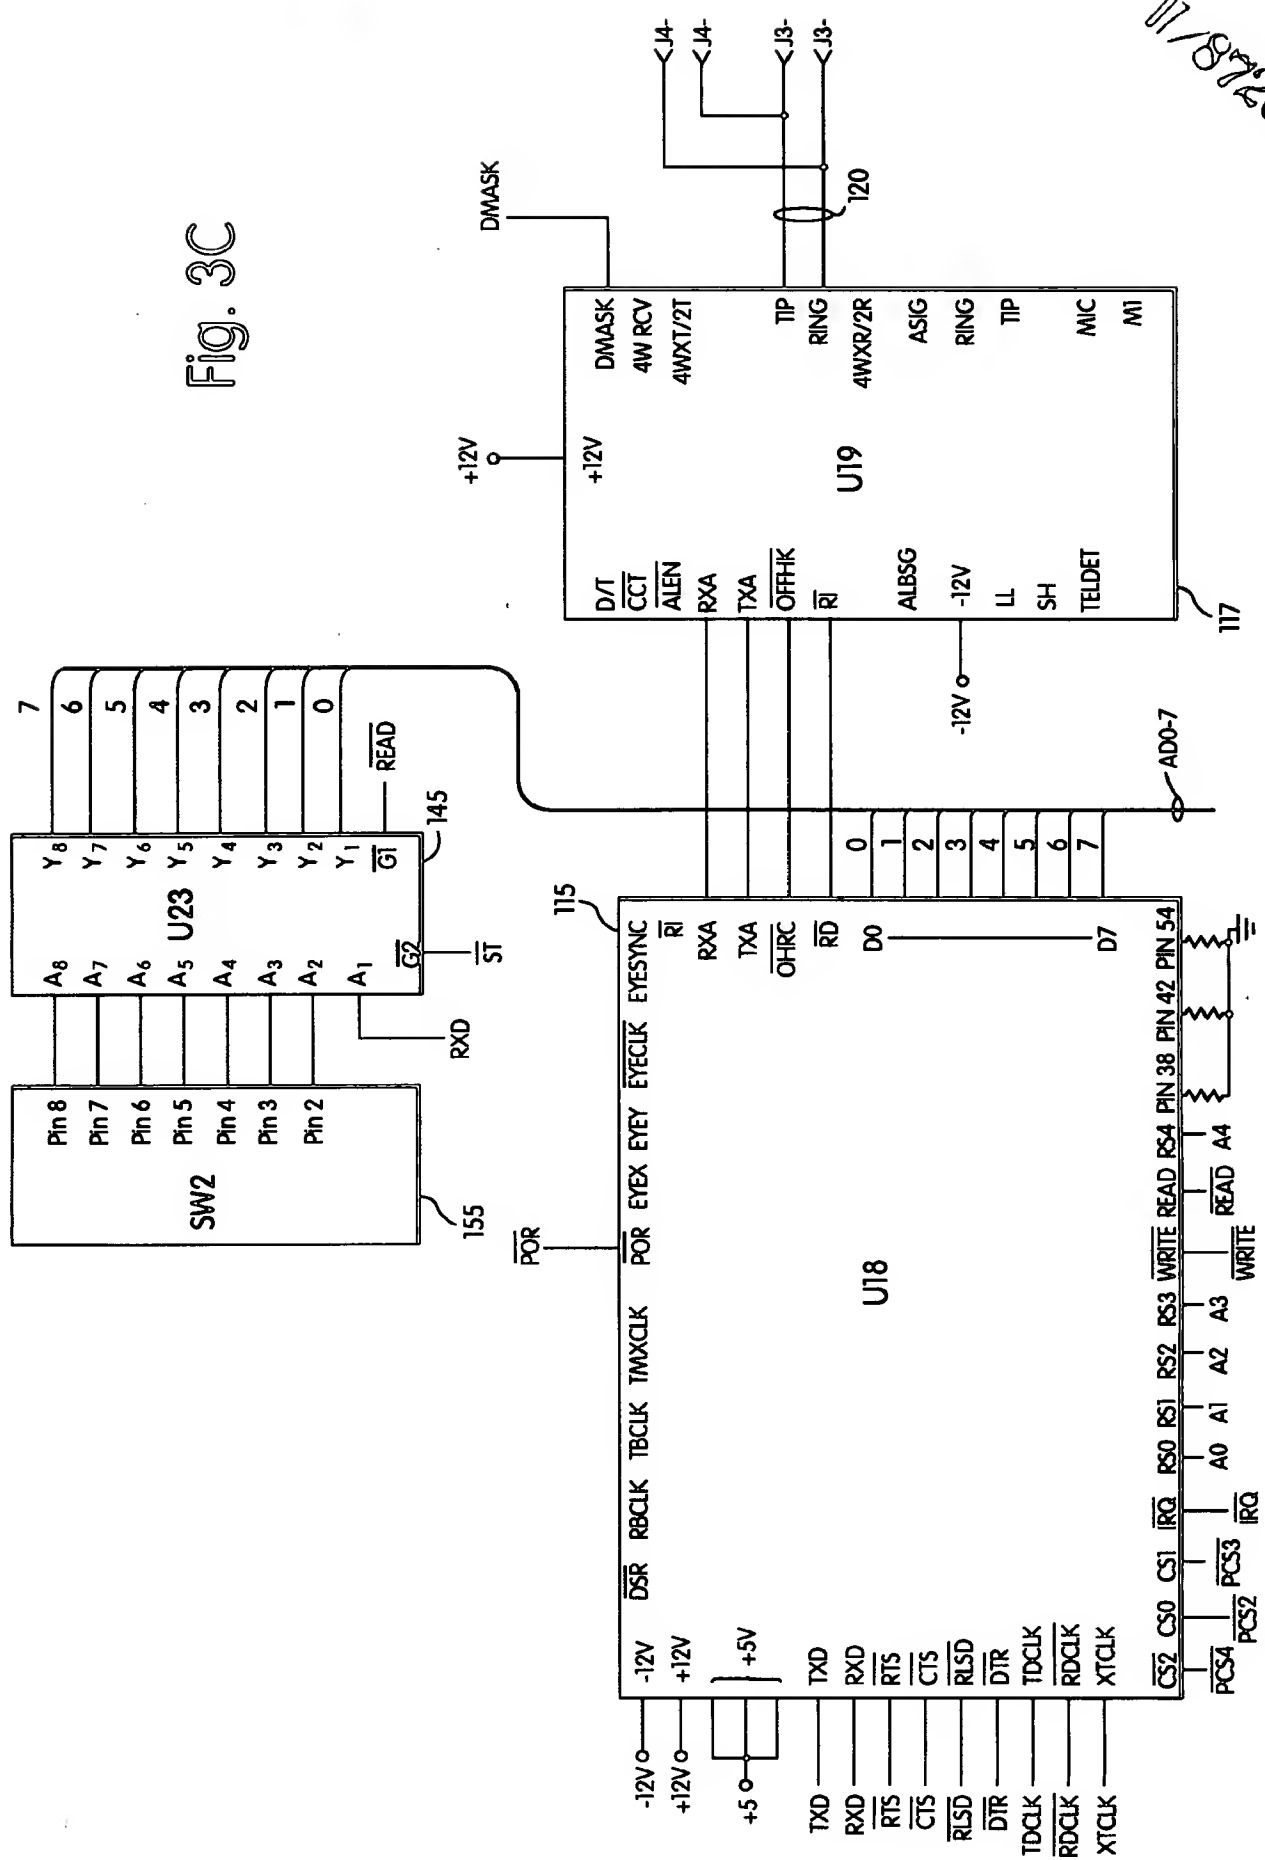 Fig. 3C
J4-
J4-
J3-
J3-
120
DMASK
+12V
+12V
DMASK
4W RCV
4WXT/2T
TIP
RING
4WXR/2R
ASIG
RING
TIP
MIC
M1
U19
D/T
CCT
ALEN
RXA
TXA
OFFHK
RI
ALBSG
-12V
LL
SH
TELDET
-12V
117
7
6
5
4
3
2
1
0
READ
145
Y8
Y7
Y6
Y5
Y4
Y3
Y2
Y1
G1
U23
A8
A7
A6
A5
A4
A3
A2
A1
G2
ST
RXD
Pin 8
Pin 7
Pin 6
Pin 5
Pin 4
Pin 3
Pin 2
SW2
155
AD0-7
0
1
2
3
4
5
6
7
115
POR
DSR RBCLK TBCLK TMXCLK POR EYEX EYEY EYECLK EYESYNC
RI
RXA
TXA
OHRC
RD
D0
D7
U18
-12V
+12V
+5V
TXD
RXD
RTS
CTS
RLSD
DTR
TDCLK
RDCLK
XTCLK
-12V
+12V
+5
TXD
RXD
RTS
CTS
RLSD
DTR
TDCLK
RDCLK
XTCLK
CS2 CS0 CS1 IRQ RS0 RS1 RS2 RS3 WRITE READ RS4 PIN 38 PIN 42 PIN 54
PCS4 PCS2 PCS3 IRQ A0 A1 A2 A3 WRITE READ A4